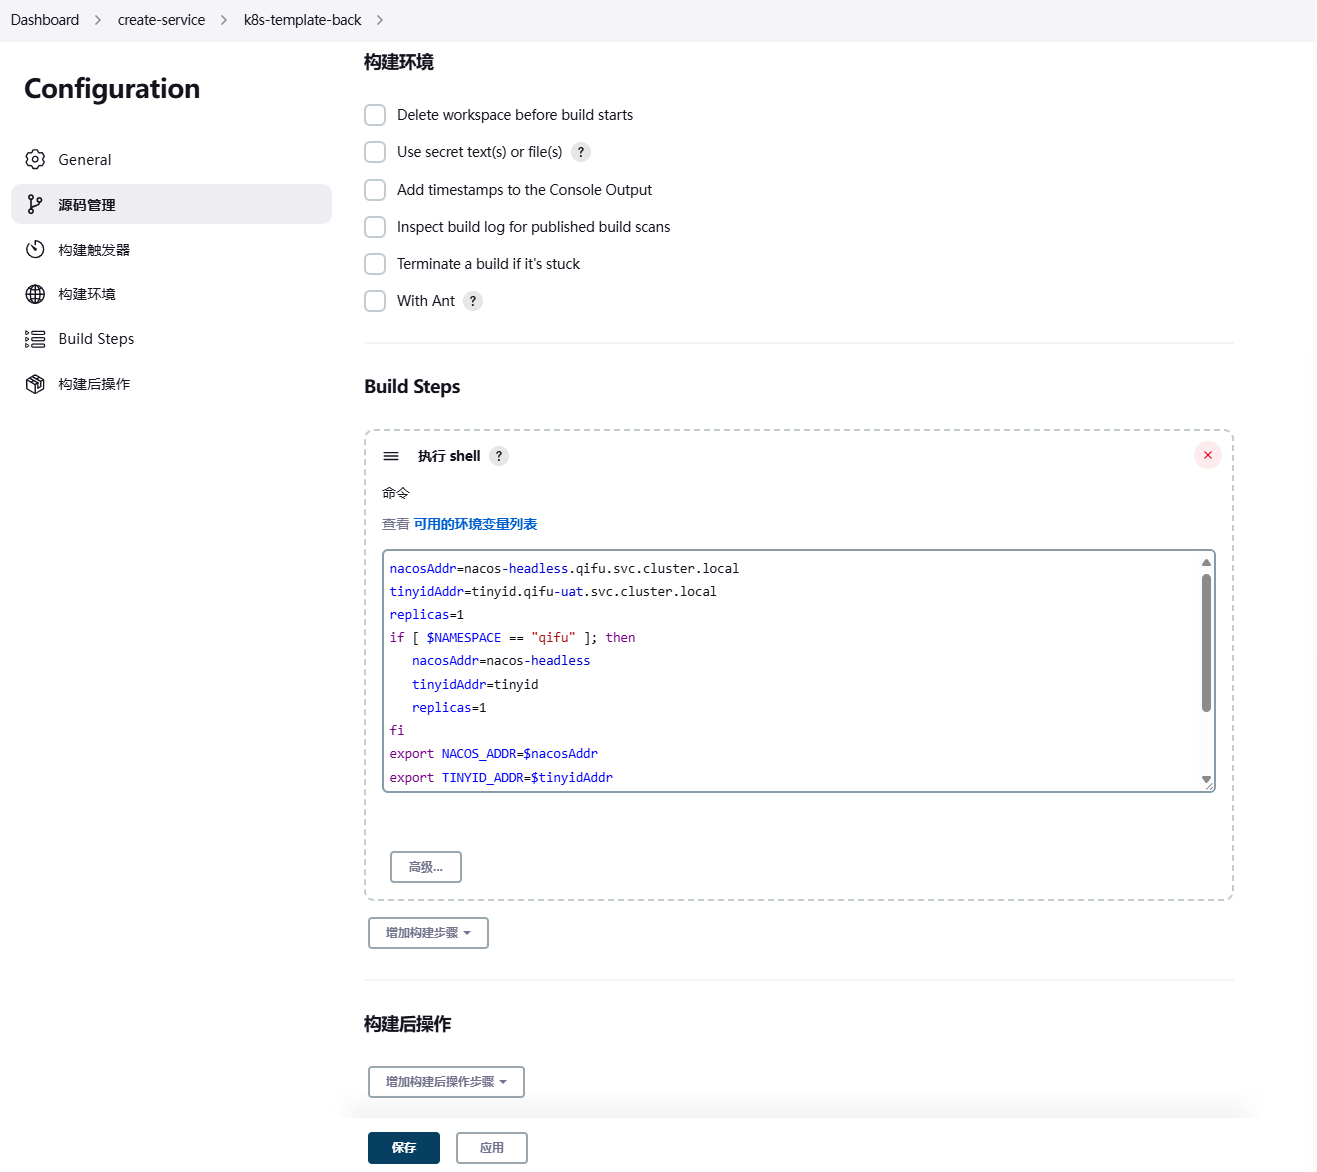 Dashboard > create-service > k8s-template-back >
Configuration
General
源码管理
构建触发器
构建环境
Build Steps
构建后操作
构建环境
Delete workspace before build starts
Use secret text(s) or file(s) ?
Add timestamps to the Console Output
Inspect build log for published build scans
Terminate a build if it's stuck
With Ant ?
Build Steps
执行 shell ?
命令
查看 可用的环境变量列表
nacosAddr=nacos-headless.qifu.svc.cluster.local
tinyidAddr=tinyid.qifu-uat.svc.cluster.local
replicas=1
if [ $NAMESPACE == "qifu" ]; then
   nacosAddr=nacos-headless
   tinyidAddr=tinyid
   replicas=1
fi
export NACOS_ADDR=$nacosAddr
export TINYID_ADDR=$tinyidAddr
高级...
增加构建步骤
构建后操作
增加构建后操作步骤
保存 应用